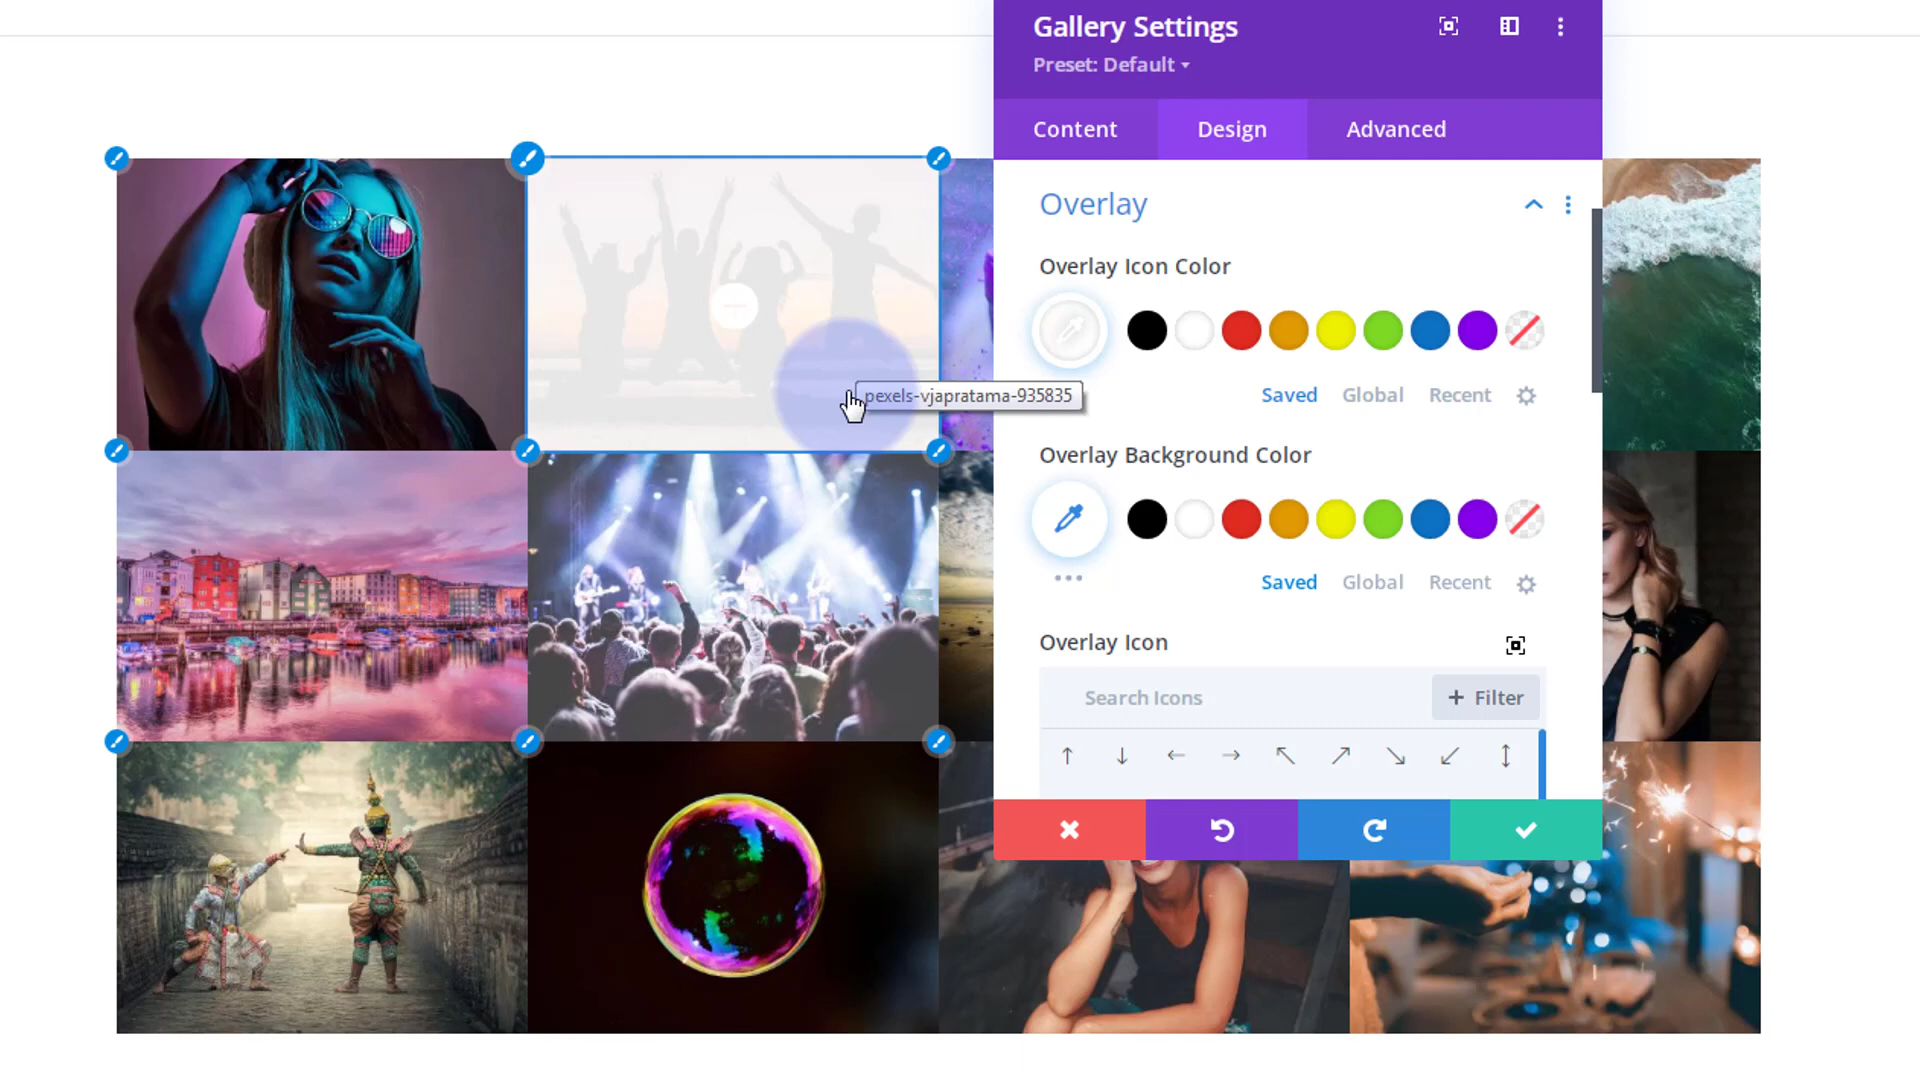 Gallery Settings
Preset: Default
Content Design Advanced
Overlay
Overlay Icon Color
Saved Global Recent
pexels-vjapratama-935835
Overlay Background Color
Saved Global Recent
Overlay Icon
Search Icons + Filter